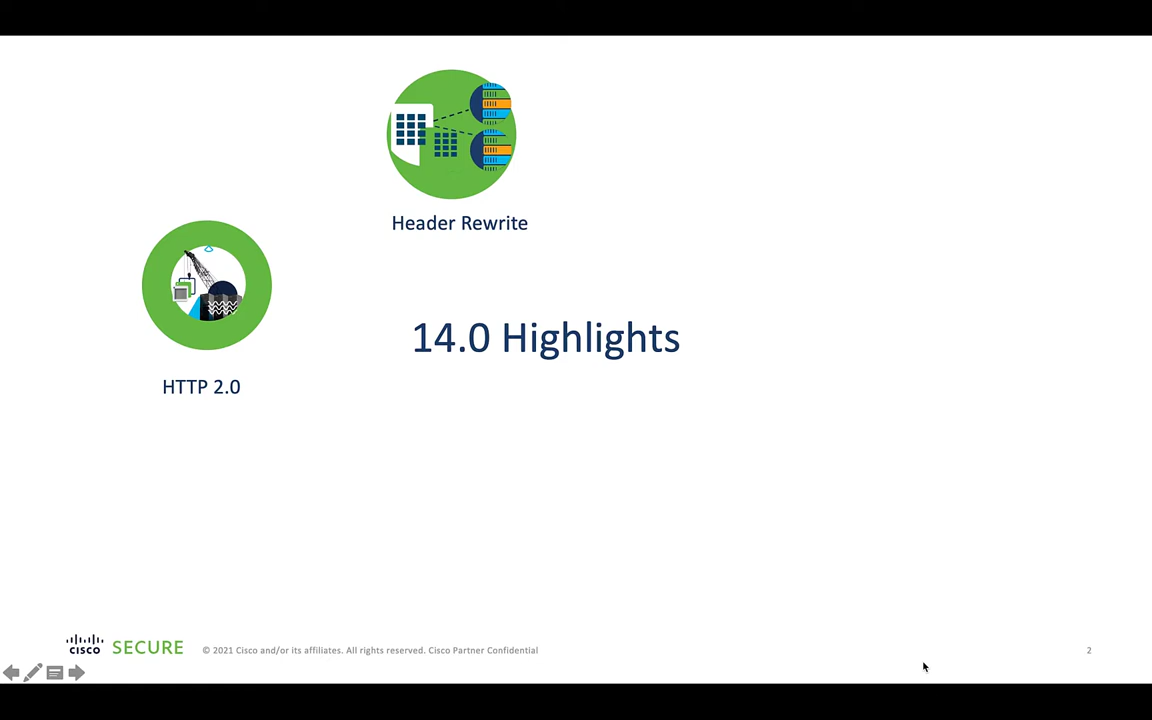 Header Rewrite
HTTP 2.0
14.0 Highlights
cisco SECURE
© 2021 Cisco and/or its affiliates. All rights reserved. Cisco Partner Confidential
2